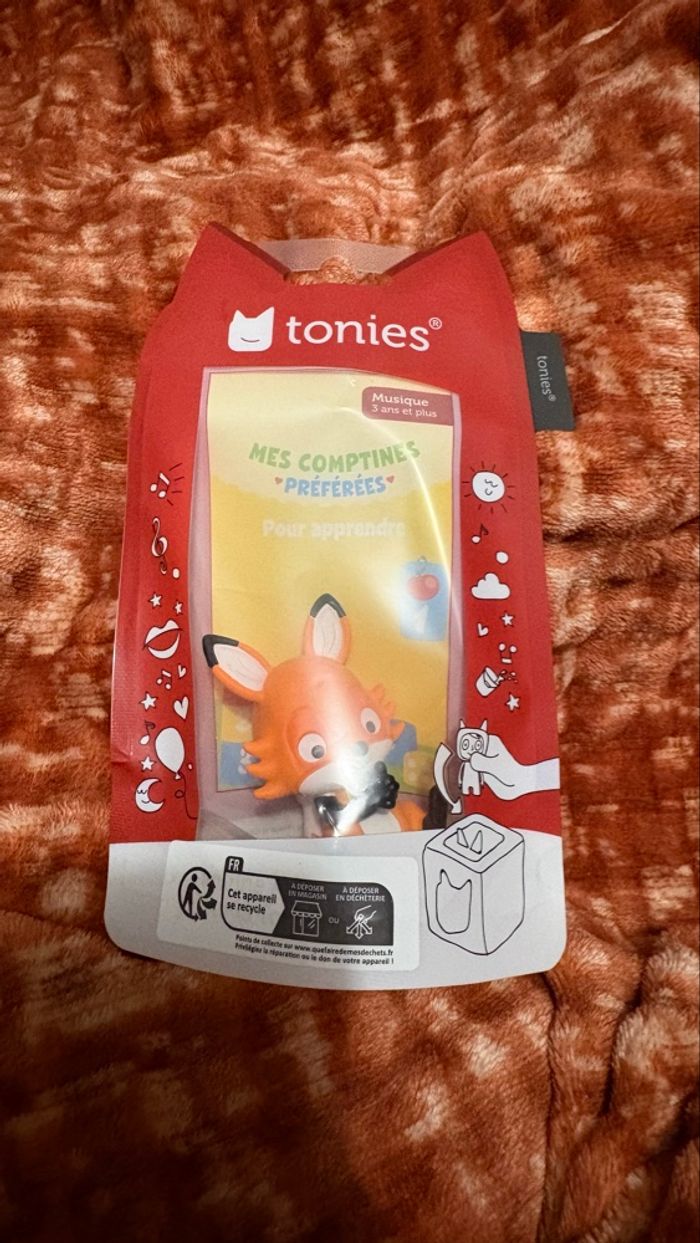 tonies®
tonies®
Musique
3 ans et plus
MES COMPTINES
PRÉFÉRÉES
Pour apprendre
FR
Cet appareil
se recycle
À DÉPOSER
EN MAGASIN
OU
À DÉPOSER
EN DÉCHÈTERIE
Points de collecte sur www.quefairedemesdechets.fr
Privilégiez la réparation ou le don de votre appareil !